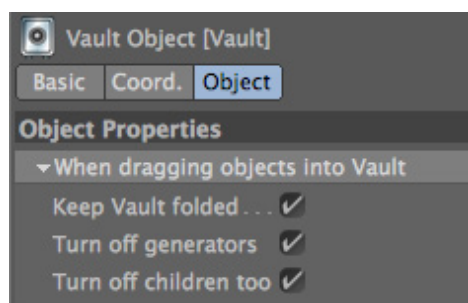 Vault Object [Vault]
Basic Coord. Object
Object Properties
When dragging objects into Vault
Keep Vault folded . . .
Turn off generators
Turn off children too